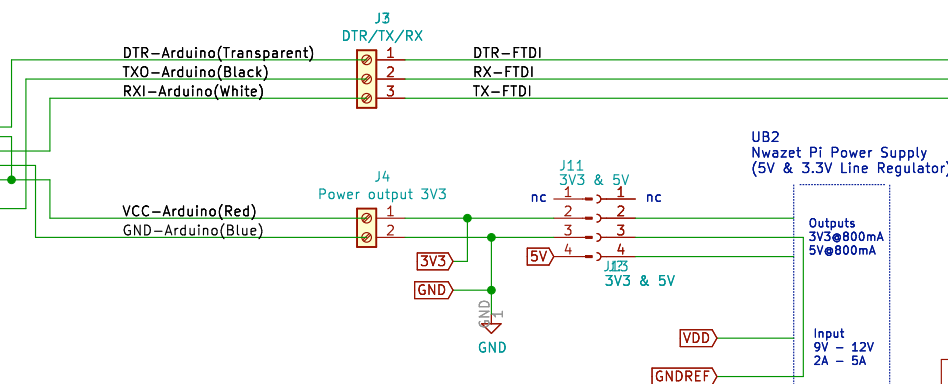 J3
DTR/TX/RX
DTR-Arduino(Transparent) 1 DTR-FTDI
TXO-Arduino(Black) 2 RX-FTDI
RXI-Arduino(White) 3 TX-FTDI
UB2
Nwazet Pi Power Supply
(5V & 3.3V Line Regulator)
J11
3V3 & 5V
J4
Power output 3V3
nc 1 1 nc
VCC-Arduino(Red) 1 2 2
GND-Arduino(Blue) 2 3 3
Outputs
3V3@800mA
5V@800mA
3V3 5V 4 4
3V3 & 5V
GND
GND
1
GND
VDD
Input
9V - 12V
2A - 5A
GNDREF